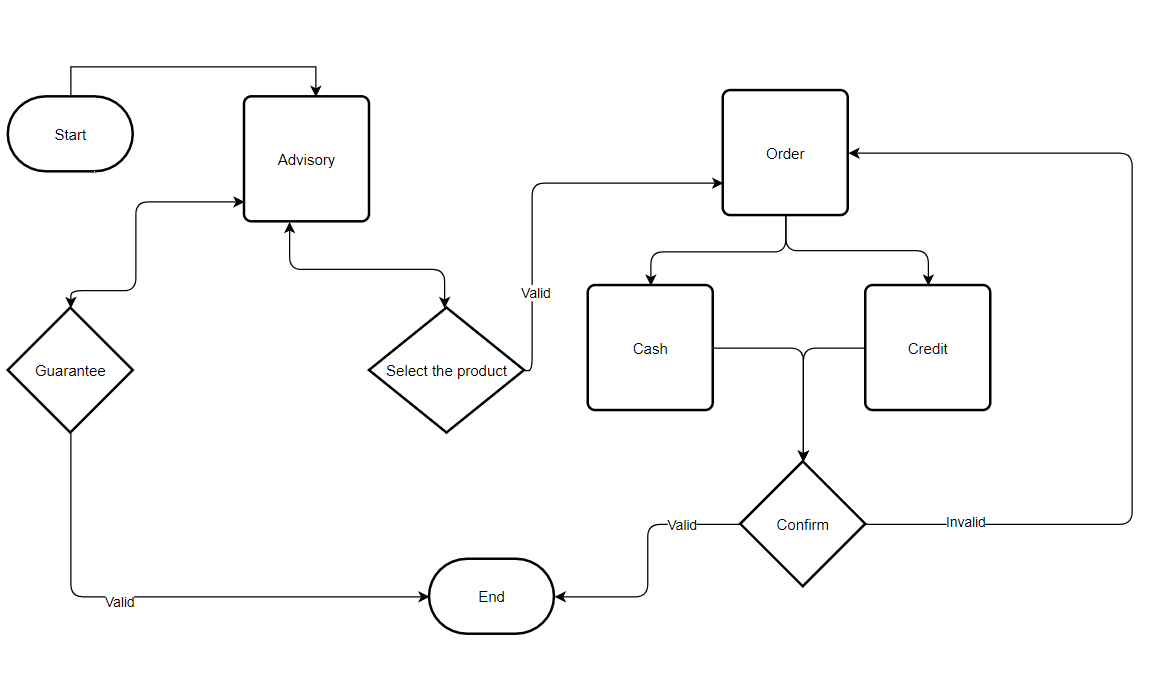 Start
Advisory
Order
Valid
Cash
Credit
Guarantee
Select the product
Valid
Confirm
Invalid
End
Valid